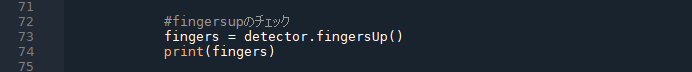 71
72 #fingersupのチェック
73 fingers = detector.fingersUp()
74 print(fingers)
75